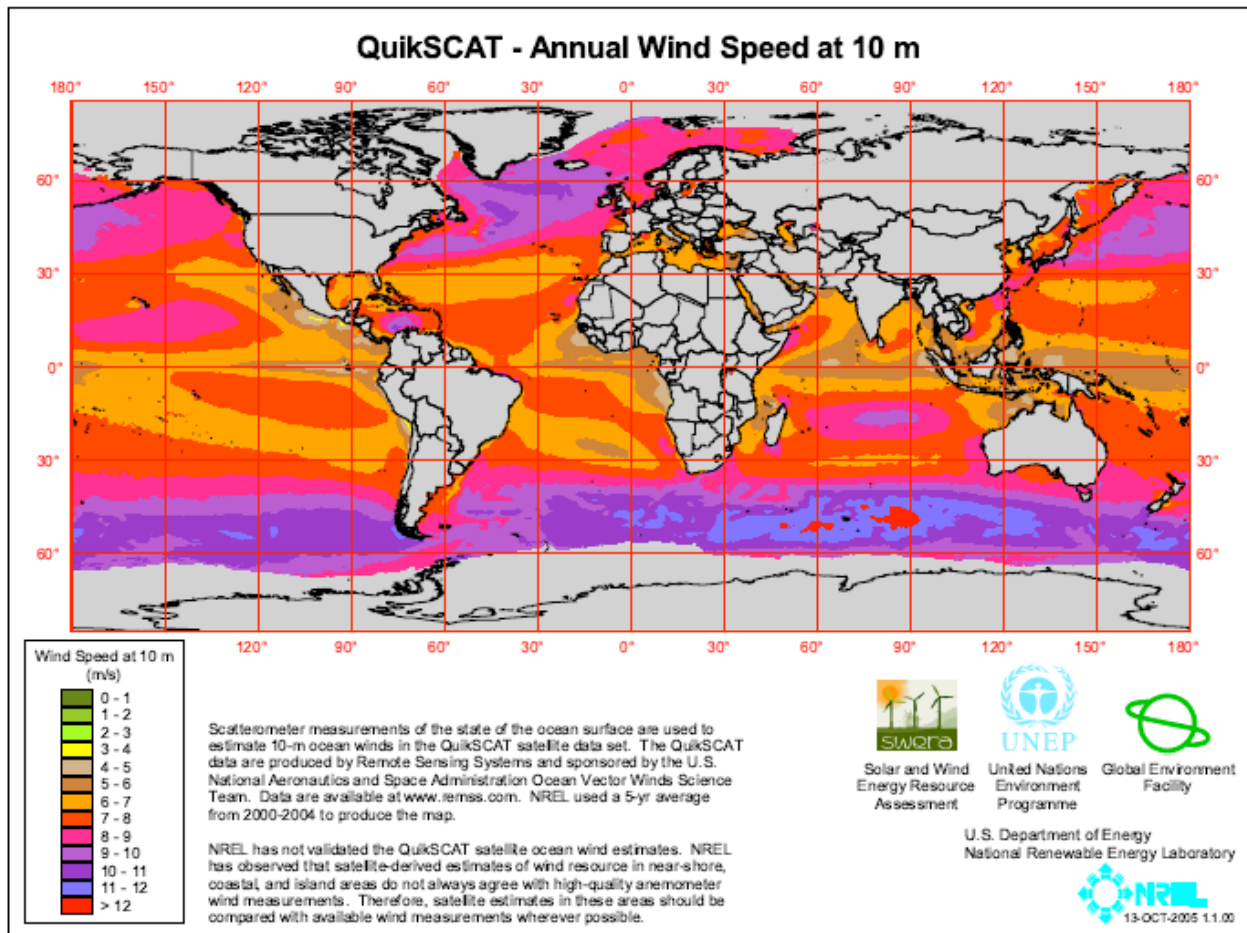 QuikSCAT - Annual Wind Speed at 10 m
180° 150° 120° 90° 60° 30° 0° 30° 60° 90° 120° 150° 180°
60° 60°
30° 30°
0° 0°
30° 30°
60° 60°
120° 90° 60° 30° 0° 30° 60° 90° 120° 150° 180°
Wind Speed at 10 m
(m/s)
0 - 1
1 - 2
2 - 3
3 - 4
4 - 5
5 - 6
6 - 7
7 - 8
8 - 9
9 - 10
10 - 11
11 - 12
> 12
Scatterometer measurements of the state of the ocean surface are used to
estimate 10-m ocean winds in the QuikSCAT satellite data set. The QuikSCAT
data are produced by Remote Sensing Systems and sponsored by the U.S.
National Aeronautics and Space Administration Ocean Vector Winds Science
Team. Data are available at www.remss.com. NREL used a 5-yr average
from 2000-2004 to produce the map.
NREL has not validated the QuikSCAT satellite ocean wind estimates. NREL
has observed that satellite-derived estimates of wind resource in near-shore,
coastal, and island areas do not always agree with high-quality anemometer
wind measurements. Therefore, satellite estimates in these areas should be
compared with available wind measurements wherever possible.
swera
Solar and Wind
Energy Resource
Assessment
UNEP
United Nations
Environment
Programme
Global Environment
Facility
U.S. Department of Energy
National Renewable Energy Laboratory
NREL
13-OCT-2005 1.1.00